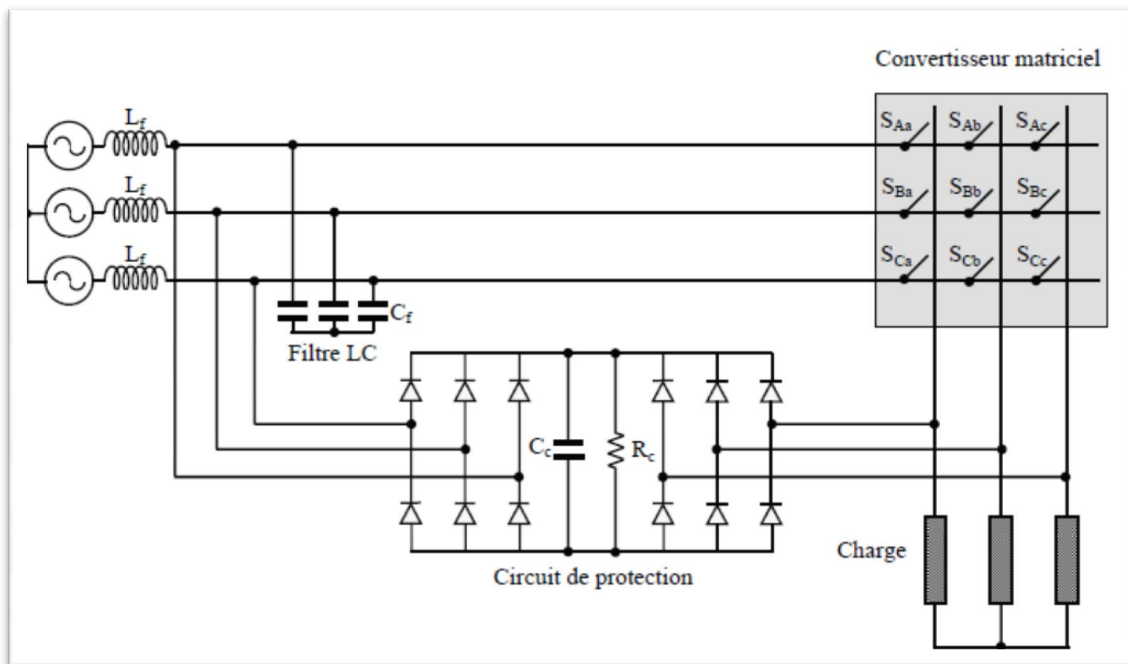 Convertisseur matriciel
L_f
S_Aa S_Ab S_Ac
L_f
S_Ba S_Bb S_Bc
L_f
S_Ca S_Cb S_Cc
C_f
Filtre LC
C_c
R_c
Charge
Circuit de protection